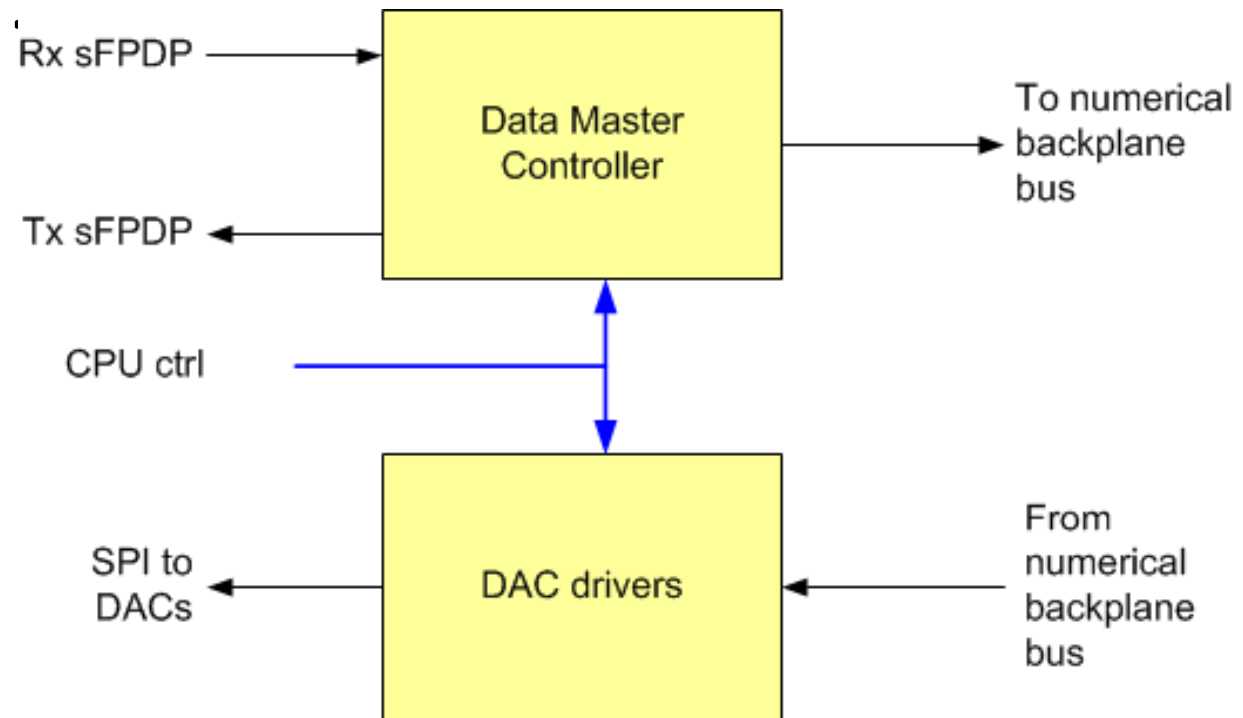 Rx sFPDP
Data Master
Controller
To numerical
backplane
bus
Tx sFPDP
CPU ctrl
SPI to
DACs
DAC drivers
From
numerical
backplane
bus